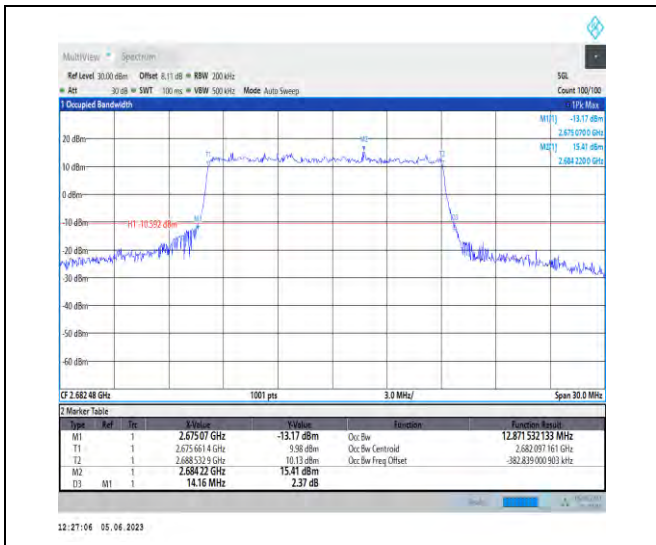 MultiView Spectrum
Ref Level 30.00 dBm Offset 8.11 dB RBW 200 kHz SGL
Att 30 dB SWT 100 ms VBW 500 kHz Mode Auto Sweep Count 100/100
1 Occupied Bandwidth 1Pk Max
M1[1] -13.17 dBm
2.675 0700 GHz
M2[1] 15.41 dBm
2.684 2200 GHz
20 dBm
M2
T1 T2
10 dBm
0 dBm
-10 dBm
H1 -10.592 dBm
M1 D3
-20 dBm
-30 dBm
-40 dBm
-50 dBm
-60 dBm
CF 2.682 48 GHz 1001 pts 3.0 MHz/ Span 30.0 MHz
2 Marker Table
Type Ref Trc X-Value Y-Value Function Function Result
M1 1 2.675 07 GHz -13.17 dBm Occ Bw 12.871 532 133 MHz
T1 1 2.675 661 4 GHz 9.98 dBm Occ Bw Centroid 2.682 097 161 GHz
T2 1 2.688 532 9 GHz 10.13 dBm Occ Bw Freq Offset -382.839 000 903 kHz
M2 1 2.684 22 GHz 15.41 dBm
D3 M1 1 14.16 MHz 2.37 dB
12:27:06 05.06.2023